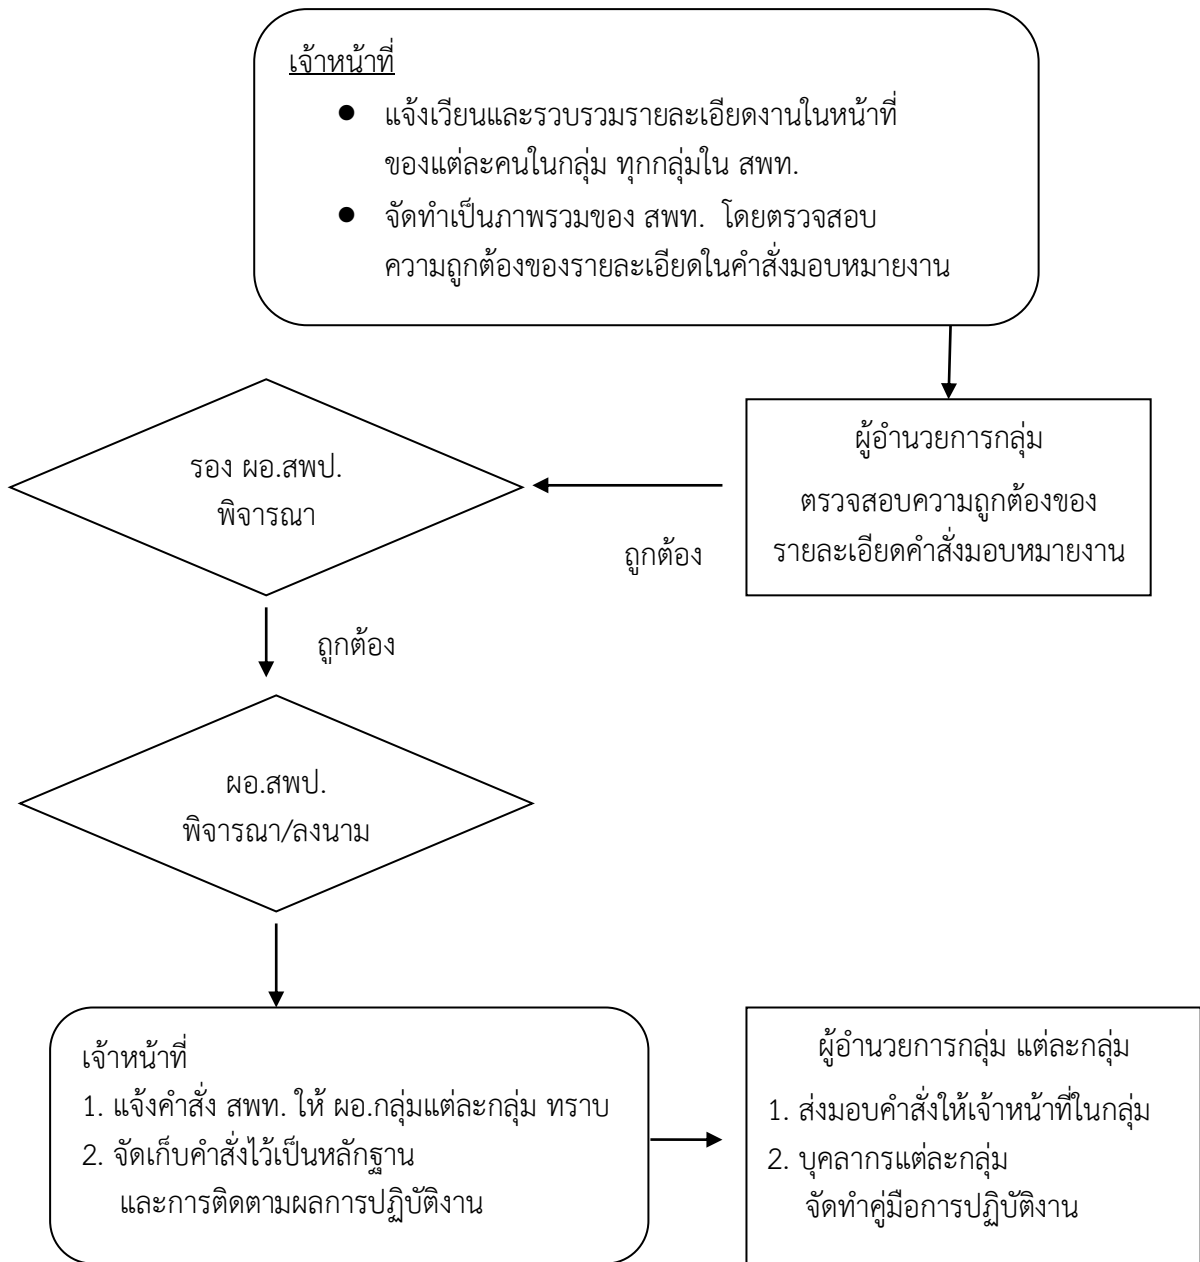 เจ้าหน้าที่
● แจ้งเวียนและรวบรวมรายละเอียดงานในหน้าที่
ของแต่ละคนในกลุ่ม ทุกกลุ่มใน สพท.
● จัดทำเป็นภาพรวมของ สพท. โดยตรวจสอบ
ความถูกต้องของรายละเอียดในคำสั่งมอบหมายงาน
ผู้อำนวยการกลุ่ม
ตรวจสอบความถูกต้องของ
รายละเอียดคำสั่งมอบหมายงาน
ถูกต้อง
รอง ผอ.สพป.
พิจารณา
ถูกต้อง
ผอ.สพป.
พิจารณา/ลงนาม
เจ้าหน้าที่
1. แจ้งคำสั่ง สพท. ให้ ผอ.กลุ่มแต่ละกลุ่ม ทราบ
2. จัดเก็บคำสั่งไว้เป็นหลักฐาน
และการติดตามผลการปฏิบัติงาน
ผู้อำนวยการกลุ่ม แต่ละกลุ่ม
1. ส่งมอบคำสั่งให้เจ้าหน้าที่ในกลุ่ม
2. บุคลากรแต่ละกลุ่ม
จัดทำคู่มือการปฏิบัติงาน